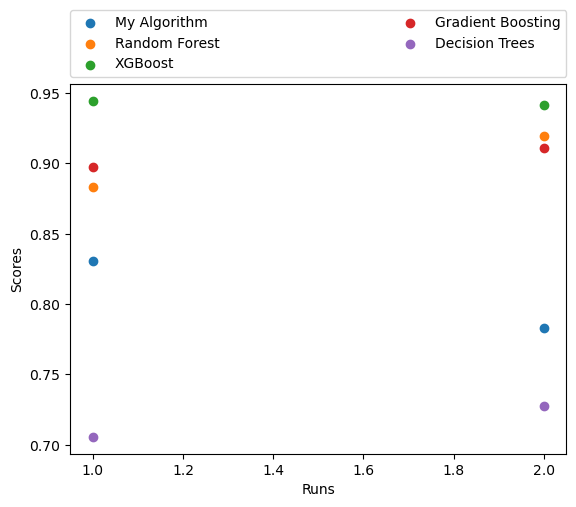 My Algorithm
Random Forest
XGBoost
Gradient Boosting
Decision Trees
0.95
0.90
0.85
0.80
0.75
0.70
Scores
1.0 1.2 1.4 1.6 1.8 2.0
Runs